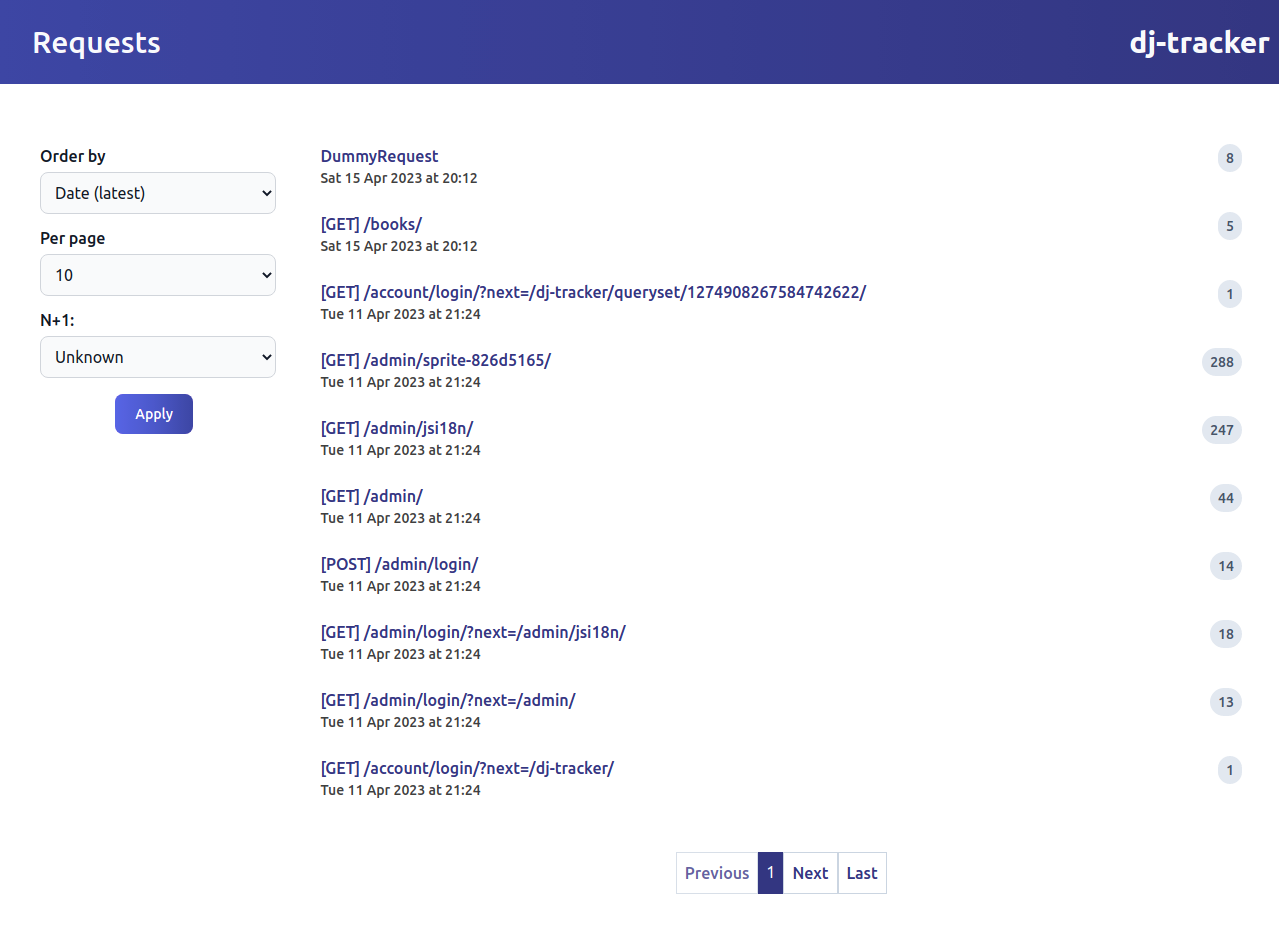 Requests
dj-tracker
Order by
Date (latest)
Per page
10
N+1:
Unknown
Apply
DummyRequest
8
Sat 15 Apr 2023 at 20:12
[GET] /books/
5
Sat 15 Apr 2023 at 20:12
[GET] /account/login/?next=/dj-tracker/queryset/1274908267584742622/
1
Tue 11 Apr 2023 at 21:24
[GET] /admin/sprite-826d5165/
288
Tue 11 Apr 2023 at 21:24
[GET] /admin/jsi18n/
247
Tue 11 Apr 2023 at 21:24
[GET] /admin/
44
Tue 11 Apr 2023 at 21:24
[POST] /admin/login/
14
Tue 11 Apr 2023 at 21:24
[GET] /admin/login/?next=/admin/jsi18n/
18
Tue 11 Apr 2023 at 21:24
[GET] /admin/login/?next=/admin/
13
Tue 11 Apr 2023 at 21:24
[GET] /account/login/?next=/dj-tracker/
1
Tue 11 Apr 2023 at 21:24
Previous 1 Next Last